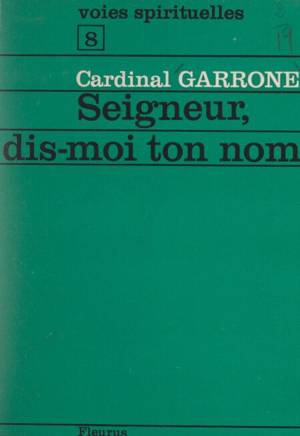 voies spirituelles
8
Cardinal GARRONE
Seigneur,
dis-moi ton nom
Fleurus